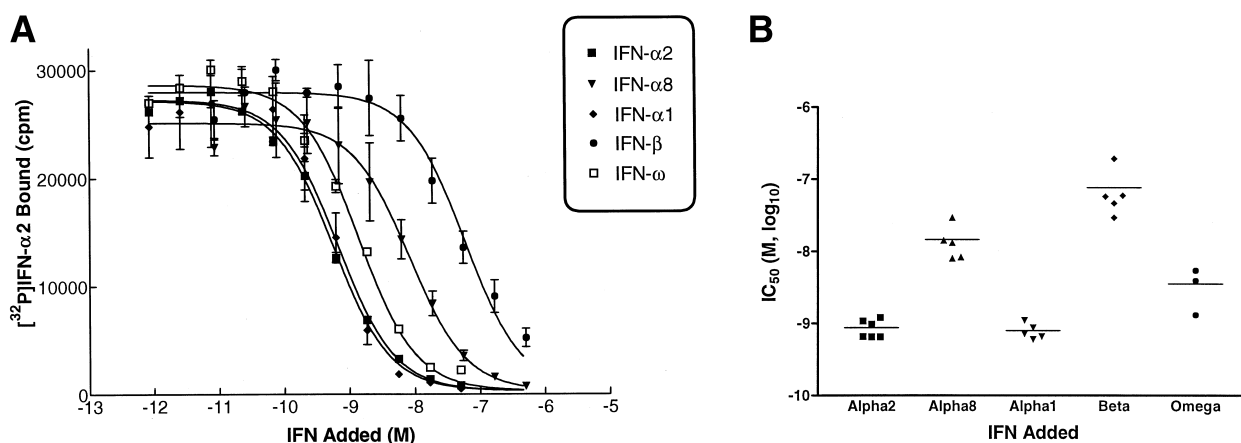 A
[³²P]IFN-α2 Bound (cpm)
30000
20000
10000
0
-13 -12 -11 -10 -9 -8 -7 -6 -5
IFN Added (M)
IFN-α2
IFN-α8
IFN-α1
IFN-β
IFN-ω
B
IC₅₀ (M, log₁₀)
-6
-7
-8
-9
-10
Alpha2 Alpha8 Alpha1 Beta Omega
IFN Added